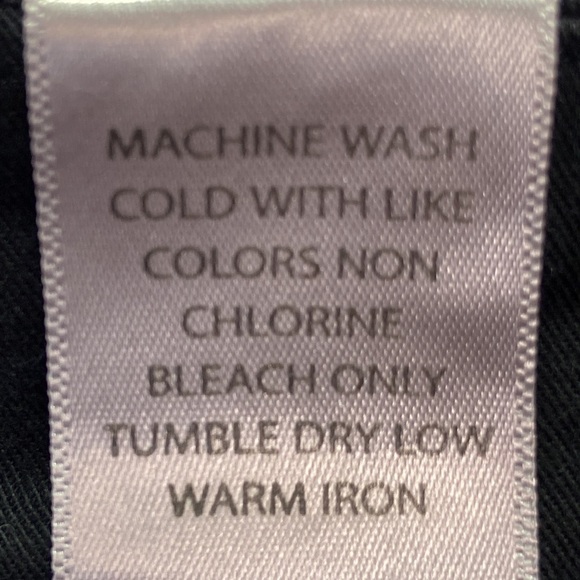 MACHINE WASH
COLD WITH LIKE
COLORS NON
CHLORINE
BLEACH ONLY
TUMBLE DRY LOW
WARM IRON